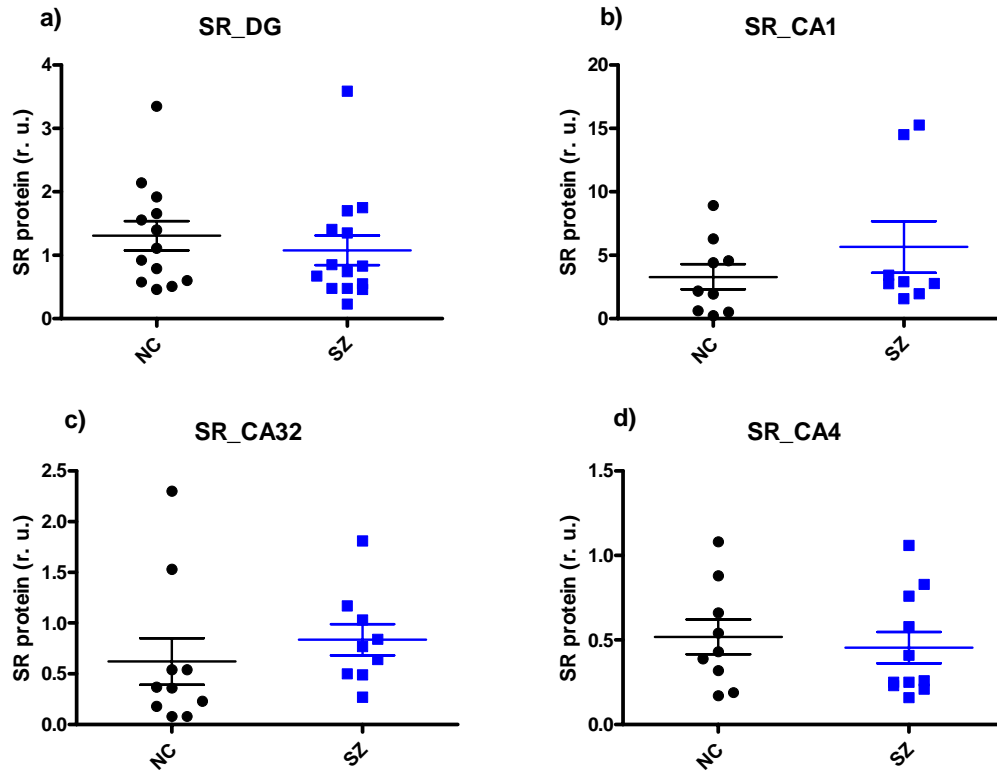 a)
SR_DG
SR protein (r. u.)
4
3
2
1
0
NC
SZ
b)
SR_CA1
SR protein (r. u.)
20
15
10
5
0
NC
SZ
c)
SR_CA32
SR protein (r. u.)
2.5
2.0
1.5
1.0
0.5
0.0
NC
SZ
d)
SR_CA4
SR protein (r. u.)
1.5
1.0
0.5
0.0
NC
SZ